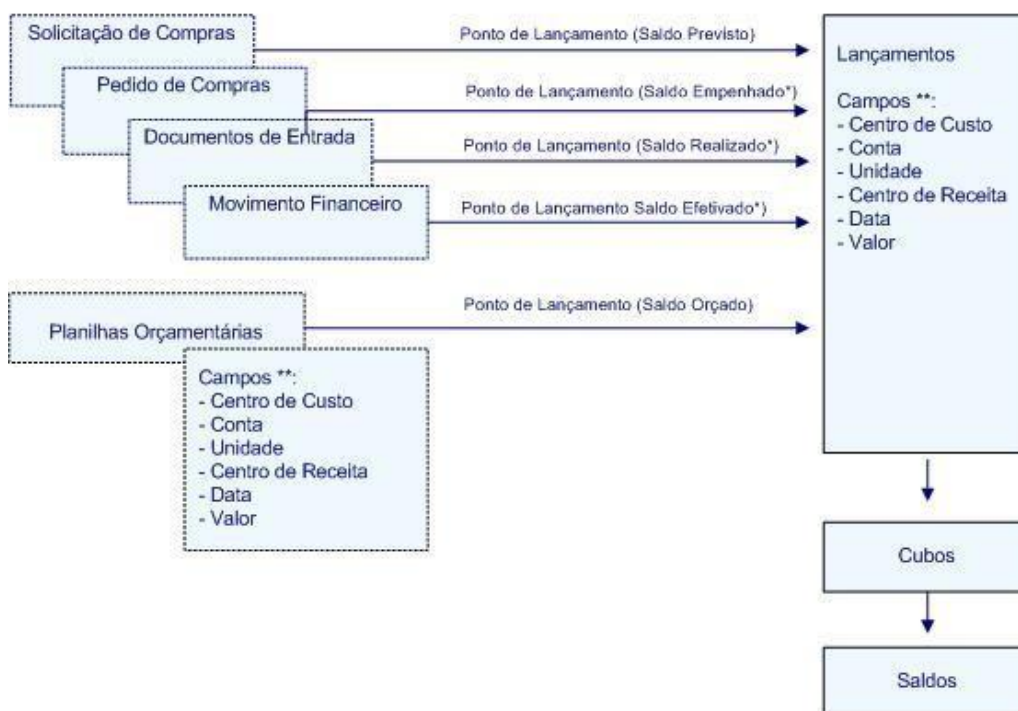 Solicitação de Compras
Ponto de Lançamento (Saldo Previsto)
Pedido de Compras
Ponto de Lançamento (Saldo Empenhado*)
Documentos de Entrada
Ponto de Lançamento (Saldo Realizado*)
Movimento Financeiro
Ponto de Lançamento Saldo Efetivado*)
Planilhas Orçamentárias
Ponto de Lançamento (Saldo Orçado)
Campos **:
- Centro de Custo
- Conta
- Unidade
- Centro de Receita
- Data
- Valor
Lançamentos
Campos **:
- Centro de Custo
- Conta
- Unidade
- Centro de Receita
- Data
- Valor
Cubos
Saldos